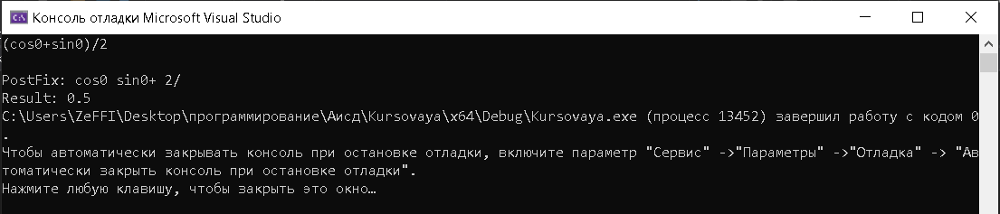 Консоль отладки Microsoft Visual Studio
(cos0+sin0)/2
PostFix: cos0 sin0+ 2/
Result: 0.5
C:\Users\ZeFFI\Desktop\программирование\Аисд\Kursovaya\x64\Debug\Kursovaya.exe (процесс 13452) завершил работу с кодом 0
.
Чтобы автоматически закрывать консоль при остановке отладки, включите параметр "Сервис" ->"Параметры" ->"Отладка" -> "Ав
томатически закрыть консоль при остановке отладки".
Нажмите любую клавишу, чтобы закрыть это окно…